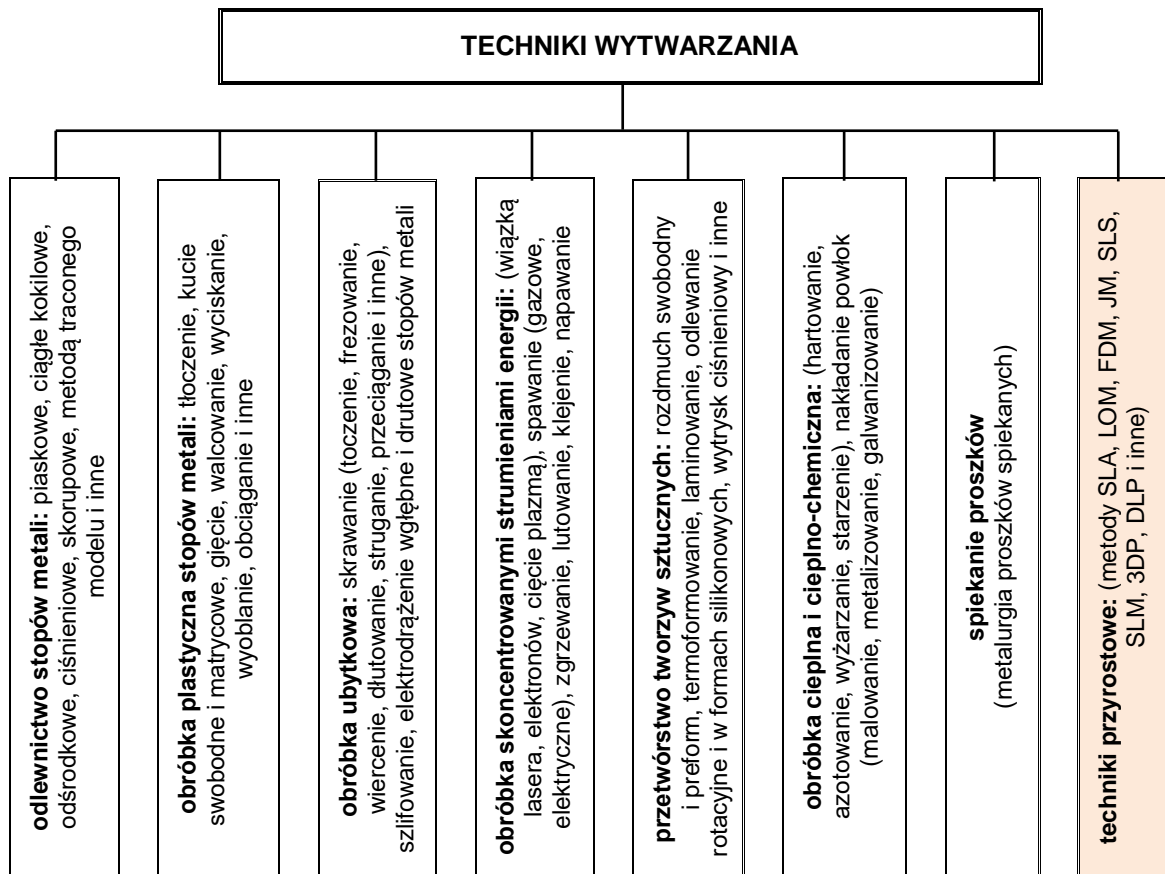 TECHNIKI WYTWARZANIA
odlewnictwo stopów metali: piaskowe, ciągłe kokilowe,
odśrodkowe, ciśnieniowe, skorupowe, metodą traconego
modelu i inne
obróbka plastyczna stopów metali: tłoczenie, kucie
swobodne i matrycowe, gięcie, walcowanie, wyciskanie,
wyoblanie, obciąganie i inne
obróbka ubytkowa: skrawanie (toczenie, frezowanie,
wiercenie, dłutowanie, struganie, przeciąganie i inne),
szlifowanie, elektrodrążenie wgłębne i drutowe stopów metali
obróbka skoncentrowanymi strumieniami energii: (wiązką
lasera, elektronów, cięcie plazmą), spawanie (gazowe,
elektryczne), zgrzewanie, lutowanie, klejenie, napawanie
przetwórstwo tworzyw sztucznych: rozdmuch swobodny
i preform, termoformowanie, laminowanie, odlewanie
rotacyjne i w formach silikonowych, wytrysk ciśnieniowy i inne
obróbka cieplna i cieplno-chemiczna: (hartowanie,
azotowanie, wyżarzanie, starzenie), nakładanie powłok
(malowanie, metalizowanie, galwanizowanie)
spiekanie proszków
(metalurgia proszków spiekanych)
techniki przyrostowe: (metody SLA, LOM, FDM, JM, SLS,
SLM, 3DP, DLP i inne)